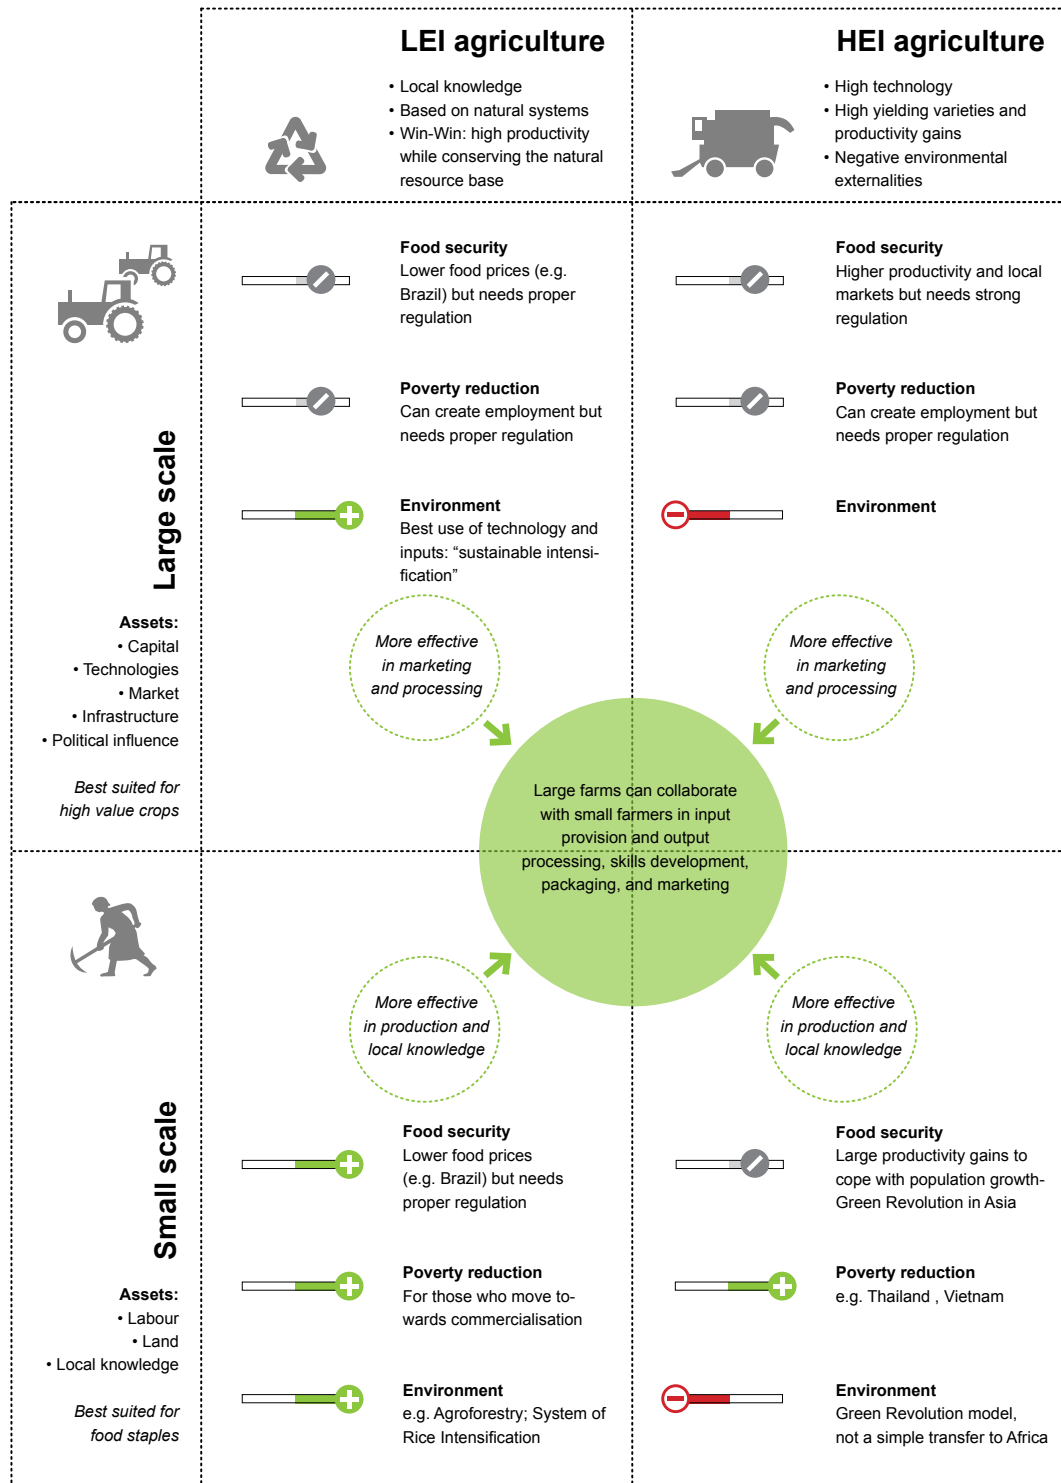 LEI agriculture
• Local knowledge
• Based on natural systems
• Win-Win: high productivity
while conserving the natural
resource base
HEI agriculture
• High technology
• High yielding varieties and
productivity gains
• Negative environmental
externalities
Large scale
Assets:
• Capital
• Technologies
• Market
• Infrastructure
• Political influence
Best suited for
high value crops
Food security
Lower food prices (e.g.
Brazil) but needs proper
regulation
Poverty reduction
Can create employment but
needs proper regulation
Environment
Best use of technology and
inputs: “sustainable intensi-
fication”
More effective
in marketing
and processing
Food security
Higher productivity and local
markets but needs strong
regulation
Poverty reduction
Can create employment but
needs proper regulation
Environment
More effective
in marketing
and processing
Large farms can collaborate
with small farmers in input
provision and output
processing, skills development,
packaging, and marketing
Small scale
Assets:
• Labour
• Land
• Local knowledge
Best suited for
food staples
More effective
in production and
local knowledge
Food security
Lower food prices
(e.g. Brazil) but needs
proper regulation
Poverty reduction
For those who move to-
wards commercialisation
Environment
e.g. Agroforestry; System of
Rice Intensification
More effective
in production and
local knowledge
Food security
Large productivity gains to
cope with population growth-
Green Revolution in Asia
Poverty reduction
e.g. Thailand , Vietnam
Environment
Green Revolution model,
not a simple transfer to Africa